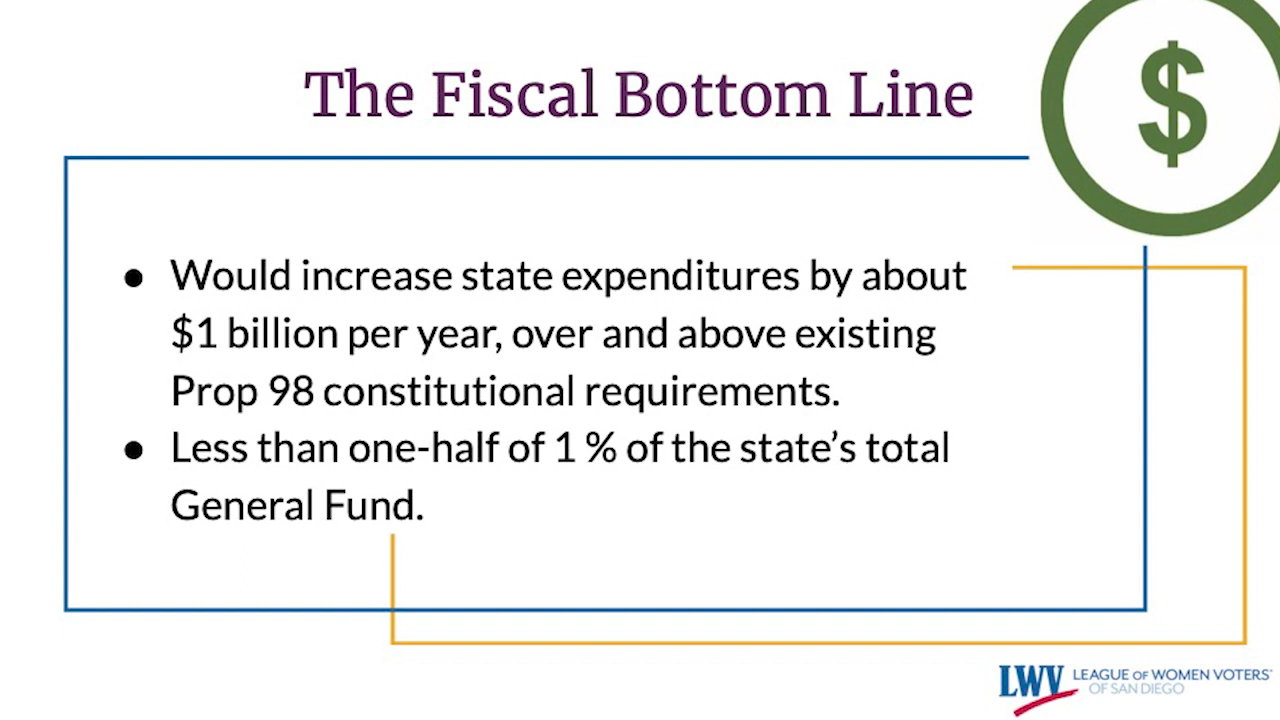 The Fiscal Bottom Line
$
● Would increase state expenditures by about
$1 billion per year, over and above existing
Prop 98 constitutional requirements.
● Less than one-half of 1 % of the state’s total
General Fund.
LWV LEAGUE OF WOMEN VOTERS®
OF SAN DIEGO